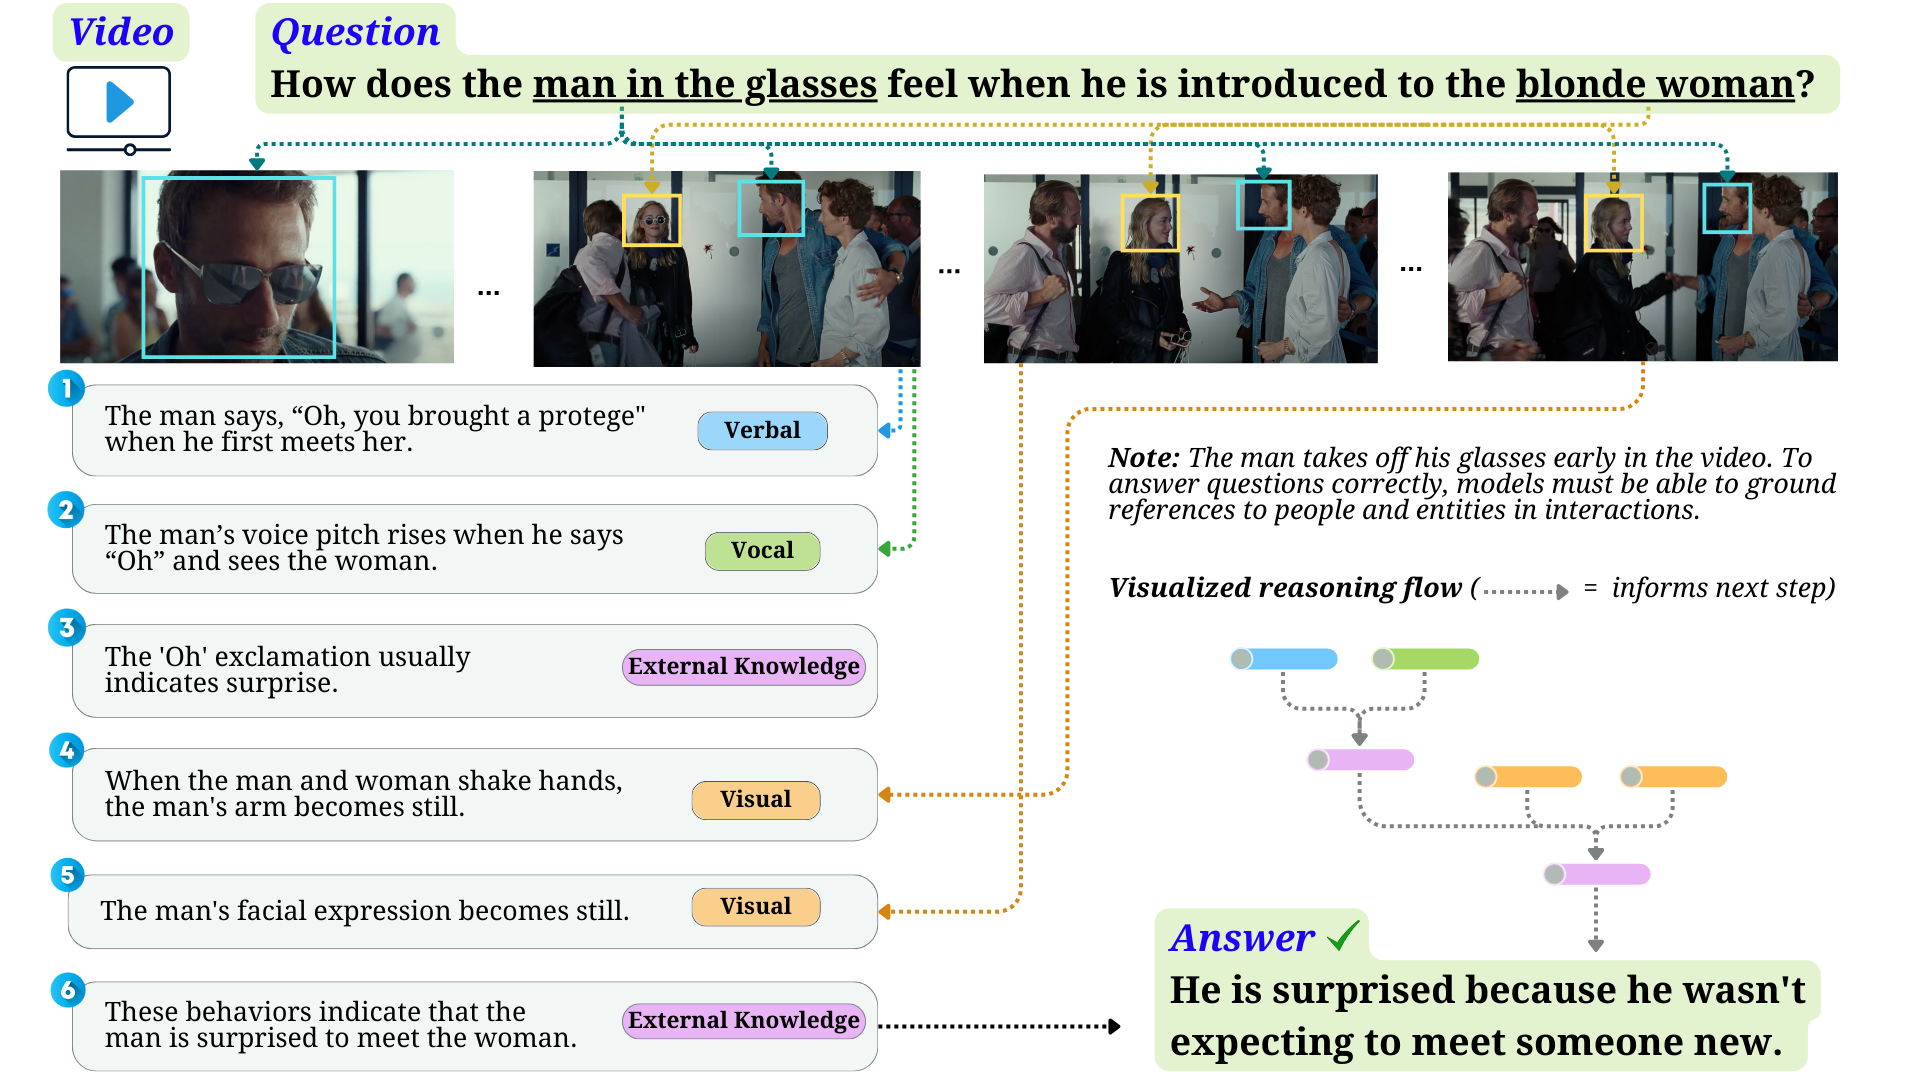 Video
Question
How does the man in the glasses feel when he is introduced to the blonde woman?
...
...
...
1
The man says, “Oh, you brought a protege"
when he first meets her.
Verbal
2
The man’s voice pitch rises when he says
“Oh” and sees the woman.
Vocal
3
The 'Oh' exclamation usually
indicates surprise.
External Knowledge
4
When the man and woman shake hands,
the man's arm becomes still.
Visual
5
The man's facial expression becomes still.
Visual
6
These behaviors indicate that the
man is surprised to meet the woman.
External Knowledge
Note: The man takes off his glasses early in the video. To
answer questions correctly, models must be able to ground
references to people and entities in interactions.
Visualized reasoning flow ( = informs next step)
Answer
He is surprised because he wasn't
expecting to meet someone new.